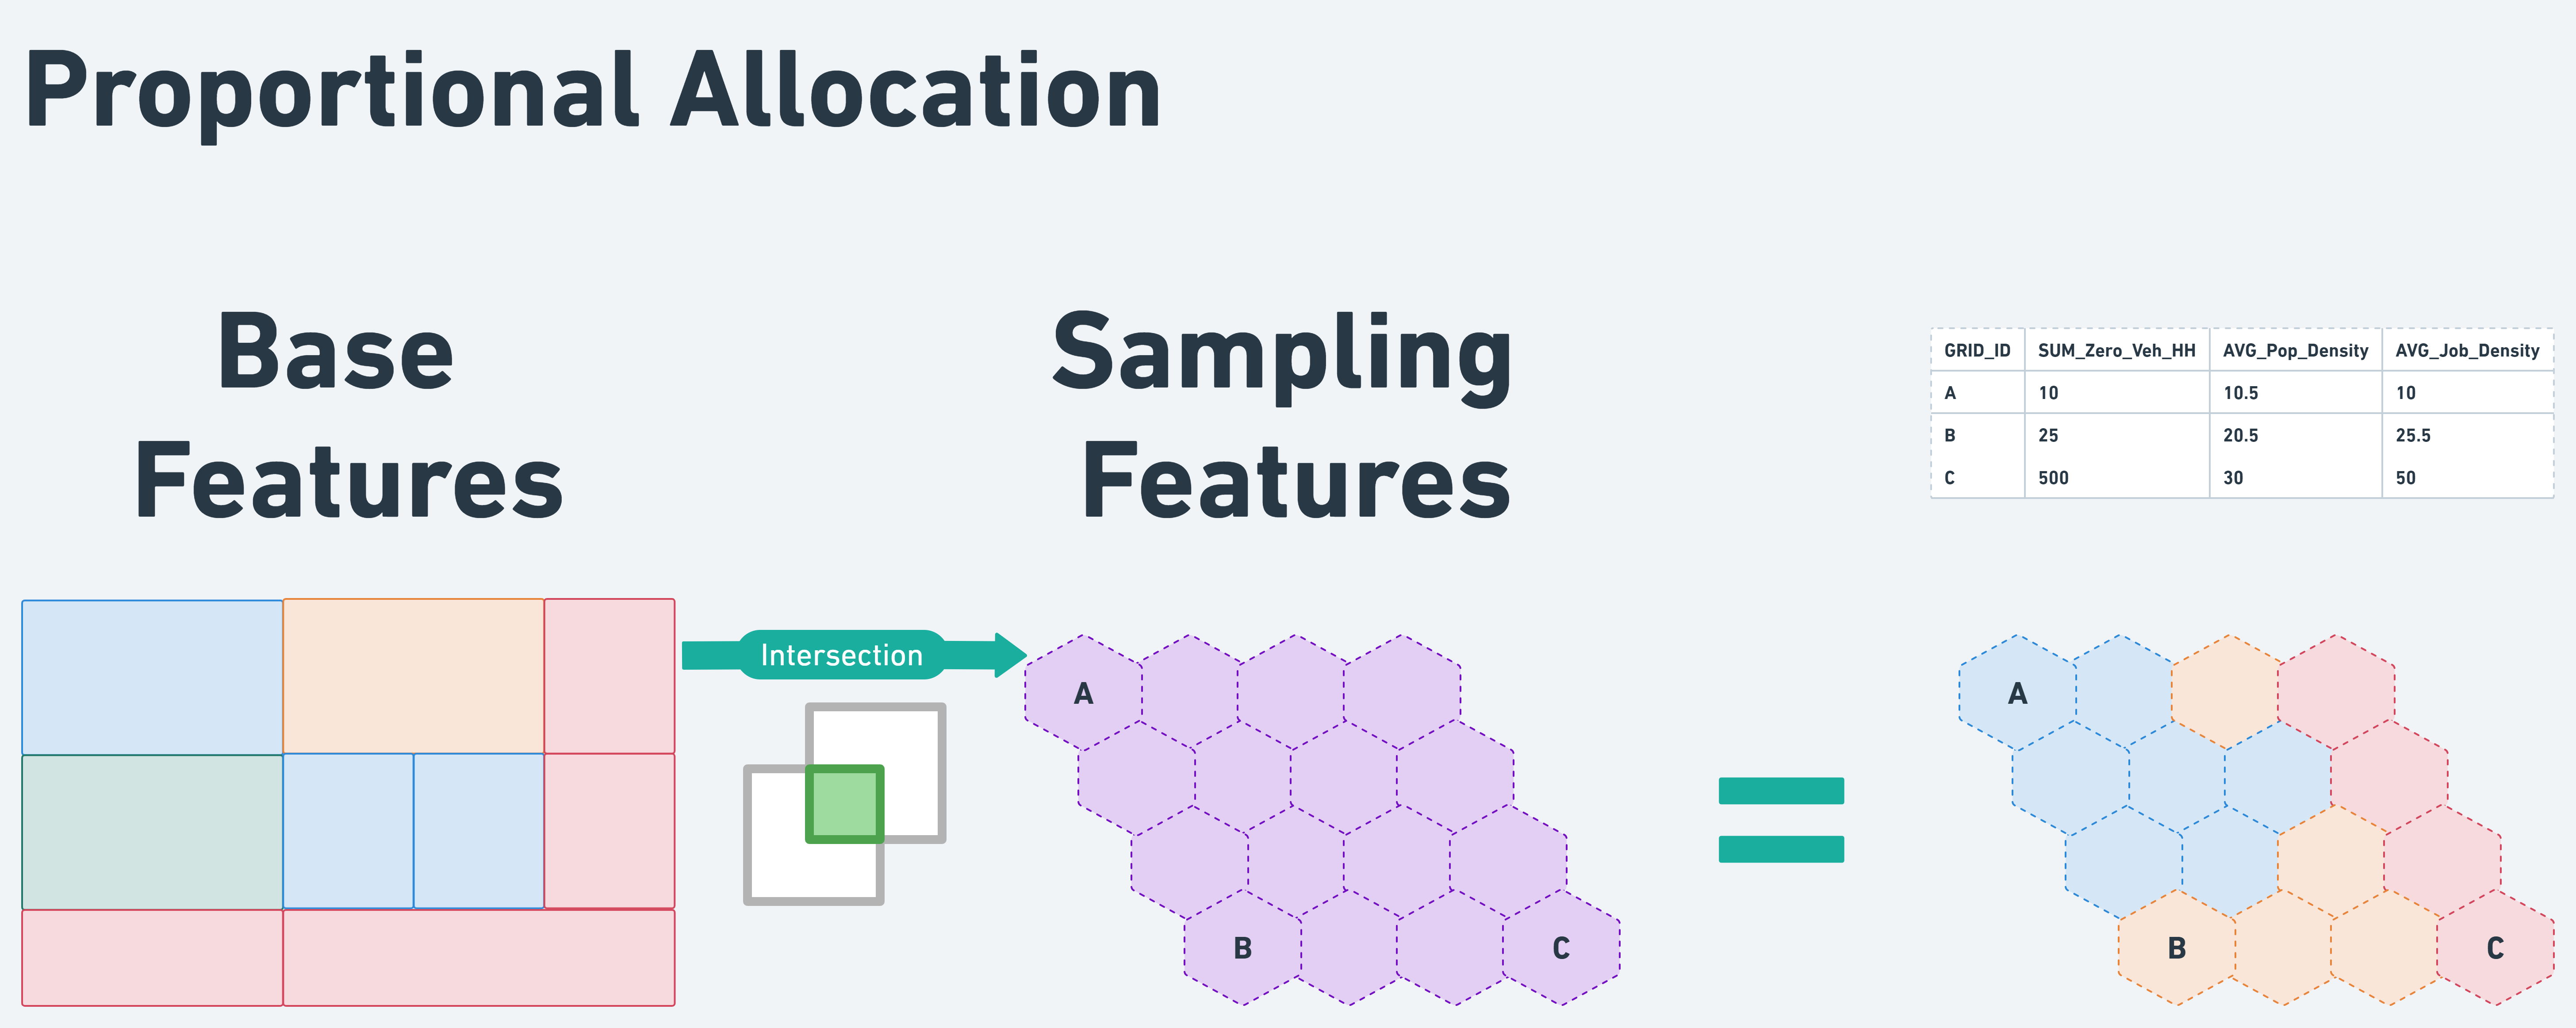 Proportional Allocation
Base
Features
Sampling
Features
GRID_ID SUM_Zero_Veh_HH AVG_Pop_Density AVG_Job_Density
A 10 10.5 10
B 25 20.5 25.5
C 500 30 50
Intersection
A
B
C
A
B
C